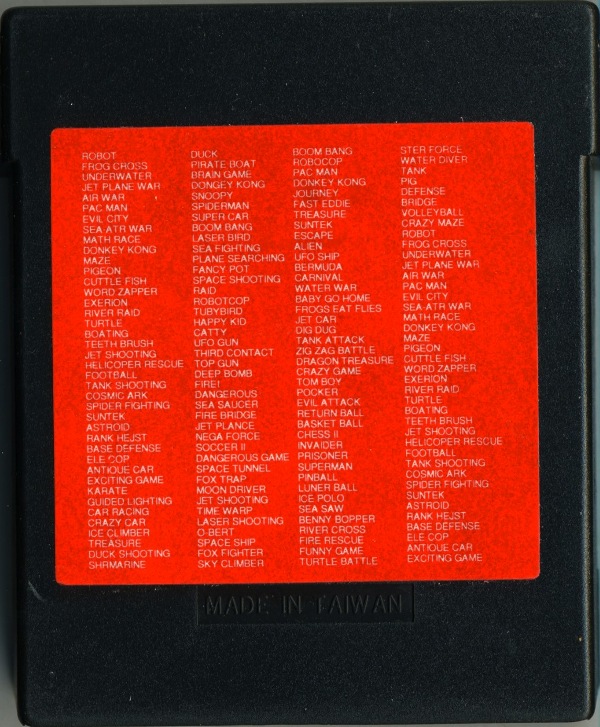 ROBOT
FROG CROSS
UNDERWATER
JET PLANE WAR
AIR WAR
PAC MAN
EVIL CITY
SEA-ATR WAR
MATH RACE
DONKEY KONG
MAZE
PIGEON
CUTTLE FISH
WORD ZAPPER
EXERION
RIVER RAID
TURTLE
BOATING
TEETH BRUSH
JET SHOOTING
HELICOPER RESCUE
FOOTBALL
TANK SHOOTING
COSMIC ARK
SPIDER FIGHTING
SUNTEK
ASTROID
RANK HEJST
BASE DEFENSE
ELE COP
ANTIOUE CAR
EXCITING GAME
KARATE
GUIDED LIGHTING
CAR RACING
CRAZY CAR
ICE CLIMBER
TREASURE
DUCK SHOOTING
SHRMARINE
DUCK
PIRATE BOAT
BRAIN GAME
DONGEY KONG
SNOOPY
SPIDERMAN
SUPER CAR
BOOM BANG
LASER BIRD
SEA FIGHTING
PLANE SEARCHING
FANCY POT
SPACE SHOOTING
RAID
ROBOTCOP
TUBYBIRD
HAPPY KID
CATTY
UFO GUN
THIRD CONTACT
TOP GUN
DEEP BOMB
FIRE!
DANGEROUS
SEA SAUCER
FIRE BRIDGE
JET PLANCE
NEGA FORCE
SOCCER II
DANGEROUS GAME
SPACE TUNNEL
FOX TRAP
MOON DRIVER
JET SHOOTING
TIME WARP
LASER SHOOTING
O-BERT
SPACE SHIP
FOX FIGHTER
SKY CLIMBER
BOOM BANG
ROBOCOP
PAC MAN
DONKEY KONG
JOURNEY
FAST EDDIE
TREASURE
SUNTEK
ESCAPE
ALIEN
UFO SHIP
BERMUDA
CARNIVAL
WATER WAR
BABY GO HOME
FROGS EAT FLIES
JET CAR
DIG DUG
TANK ATTACK
ZIG ZAG BATTLE
DRAGON TREASURE
CRAZY GAME
TOM BOY
POCKER
EVIL ATTACK
RETURN BALL
BASKET BALL
CHESS II
INVAIDER
PRISONER
SUPERMAN
PINBALL
LUNER BALL
ICE POLO
SEA SAW
BENNY BOPPER
RIVER CROSS
FIRE RESCUE
FUNNY GAME
TURTLE BATTLE
STER FORCE
WATER DIVER
TANK
PIG
DEFENSE
BRIDGE
VOLLEYBALL
CRAZY MAZE
ROBOT
FROG CROSS
UNDERWATER
JET PLANE WAR
AIR WAR
PAC MAN
EVIL CITY
SEA-ATR WAR
MATH RACE
DONKEY KONG
MAZE
PIGEON
CUTTLE FISH
WORD ZAPPER
EXERION
RIVER RAID
TURTLE
BOATING
TEETH BRUSH
JET SHOOTING
HELICOPER RESCUE
FOOTBALL
TANK SHOOTING
COSMIC ARK
SPIDER FIGHTING
SUNTEK
ASTROID
RANK HEJST
BASE DEFENSE
ELE COP
ANTIOUE CAR
EXCITING GAME
MADE IN TAIWAN